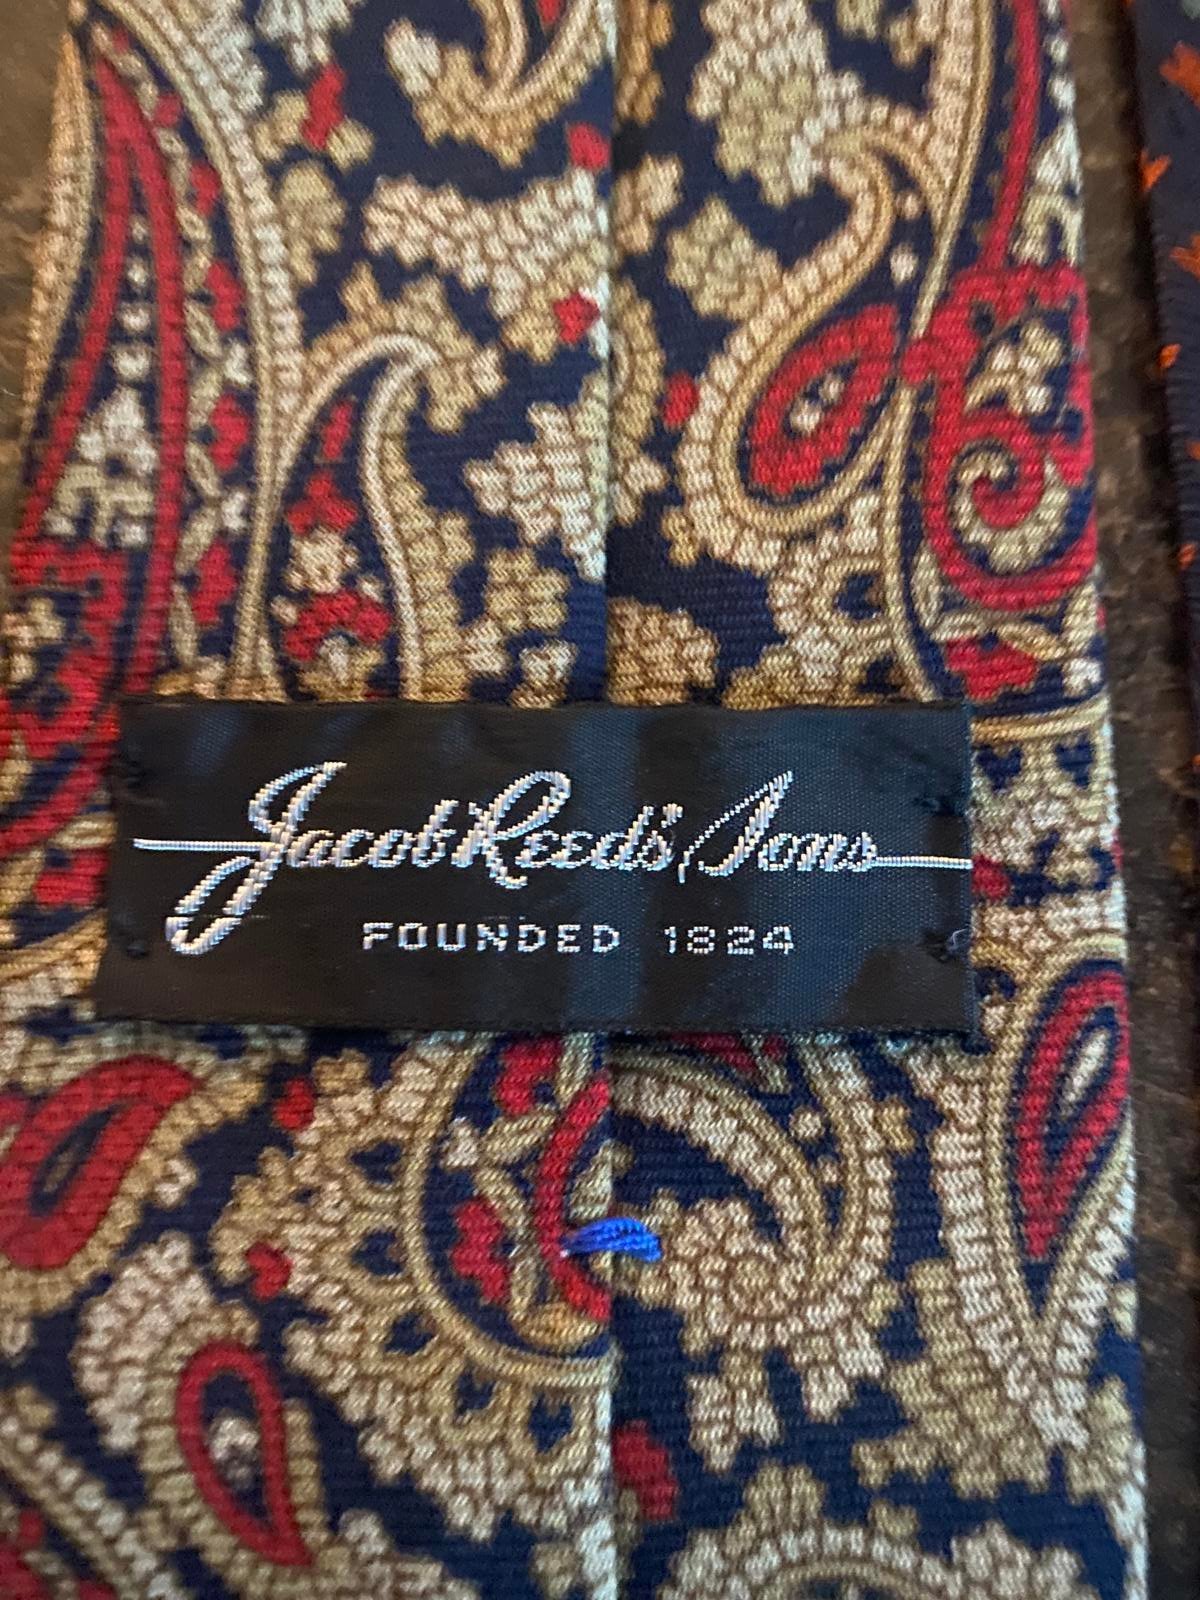 Jacob Reed's Sons
FOUNDED 1824